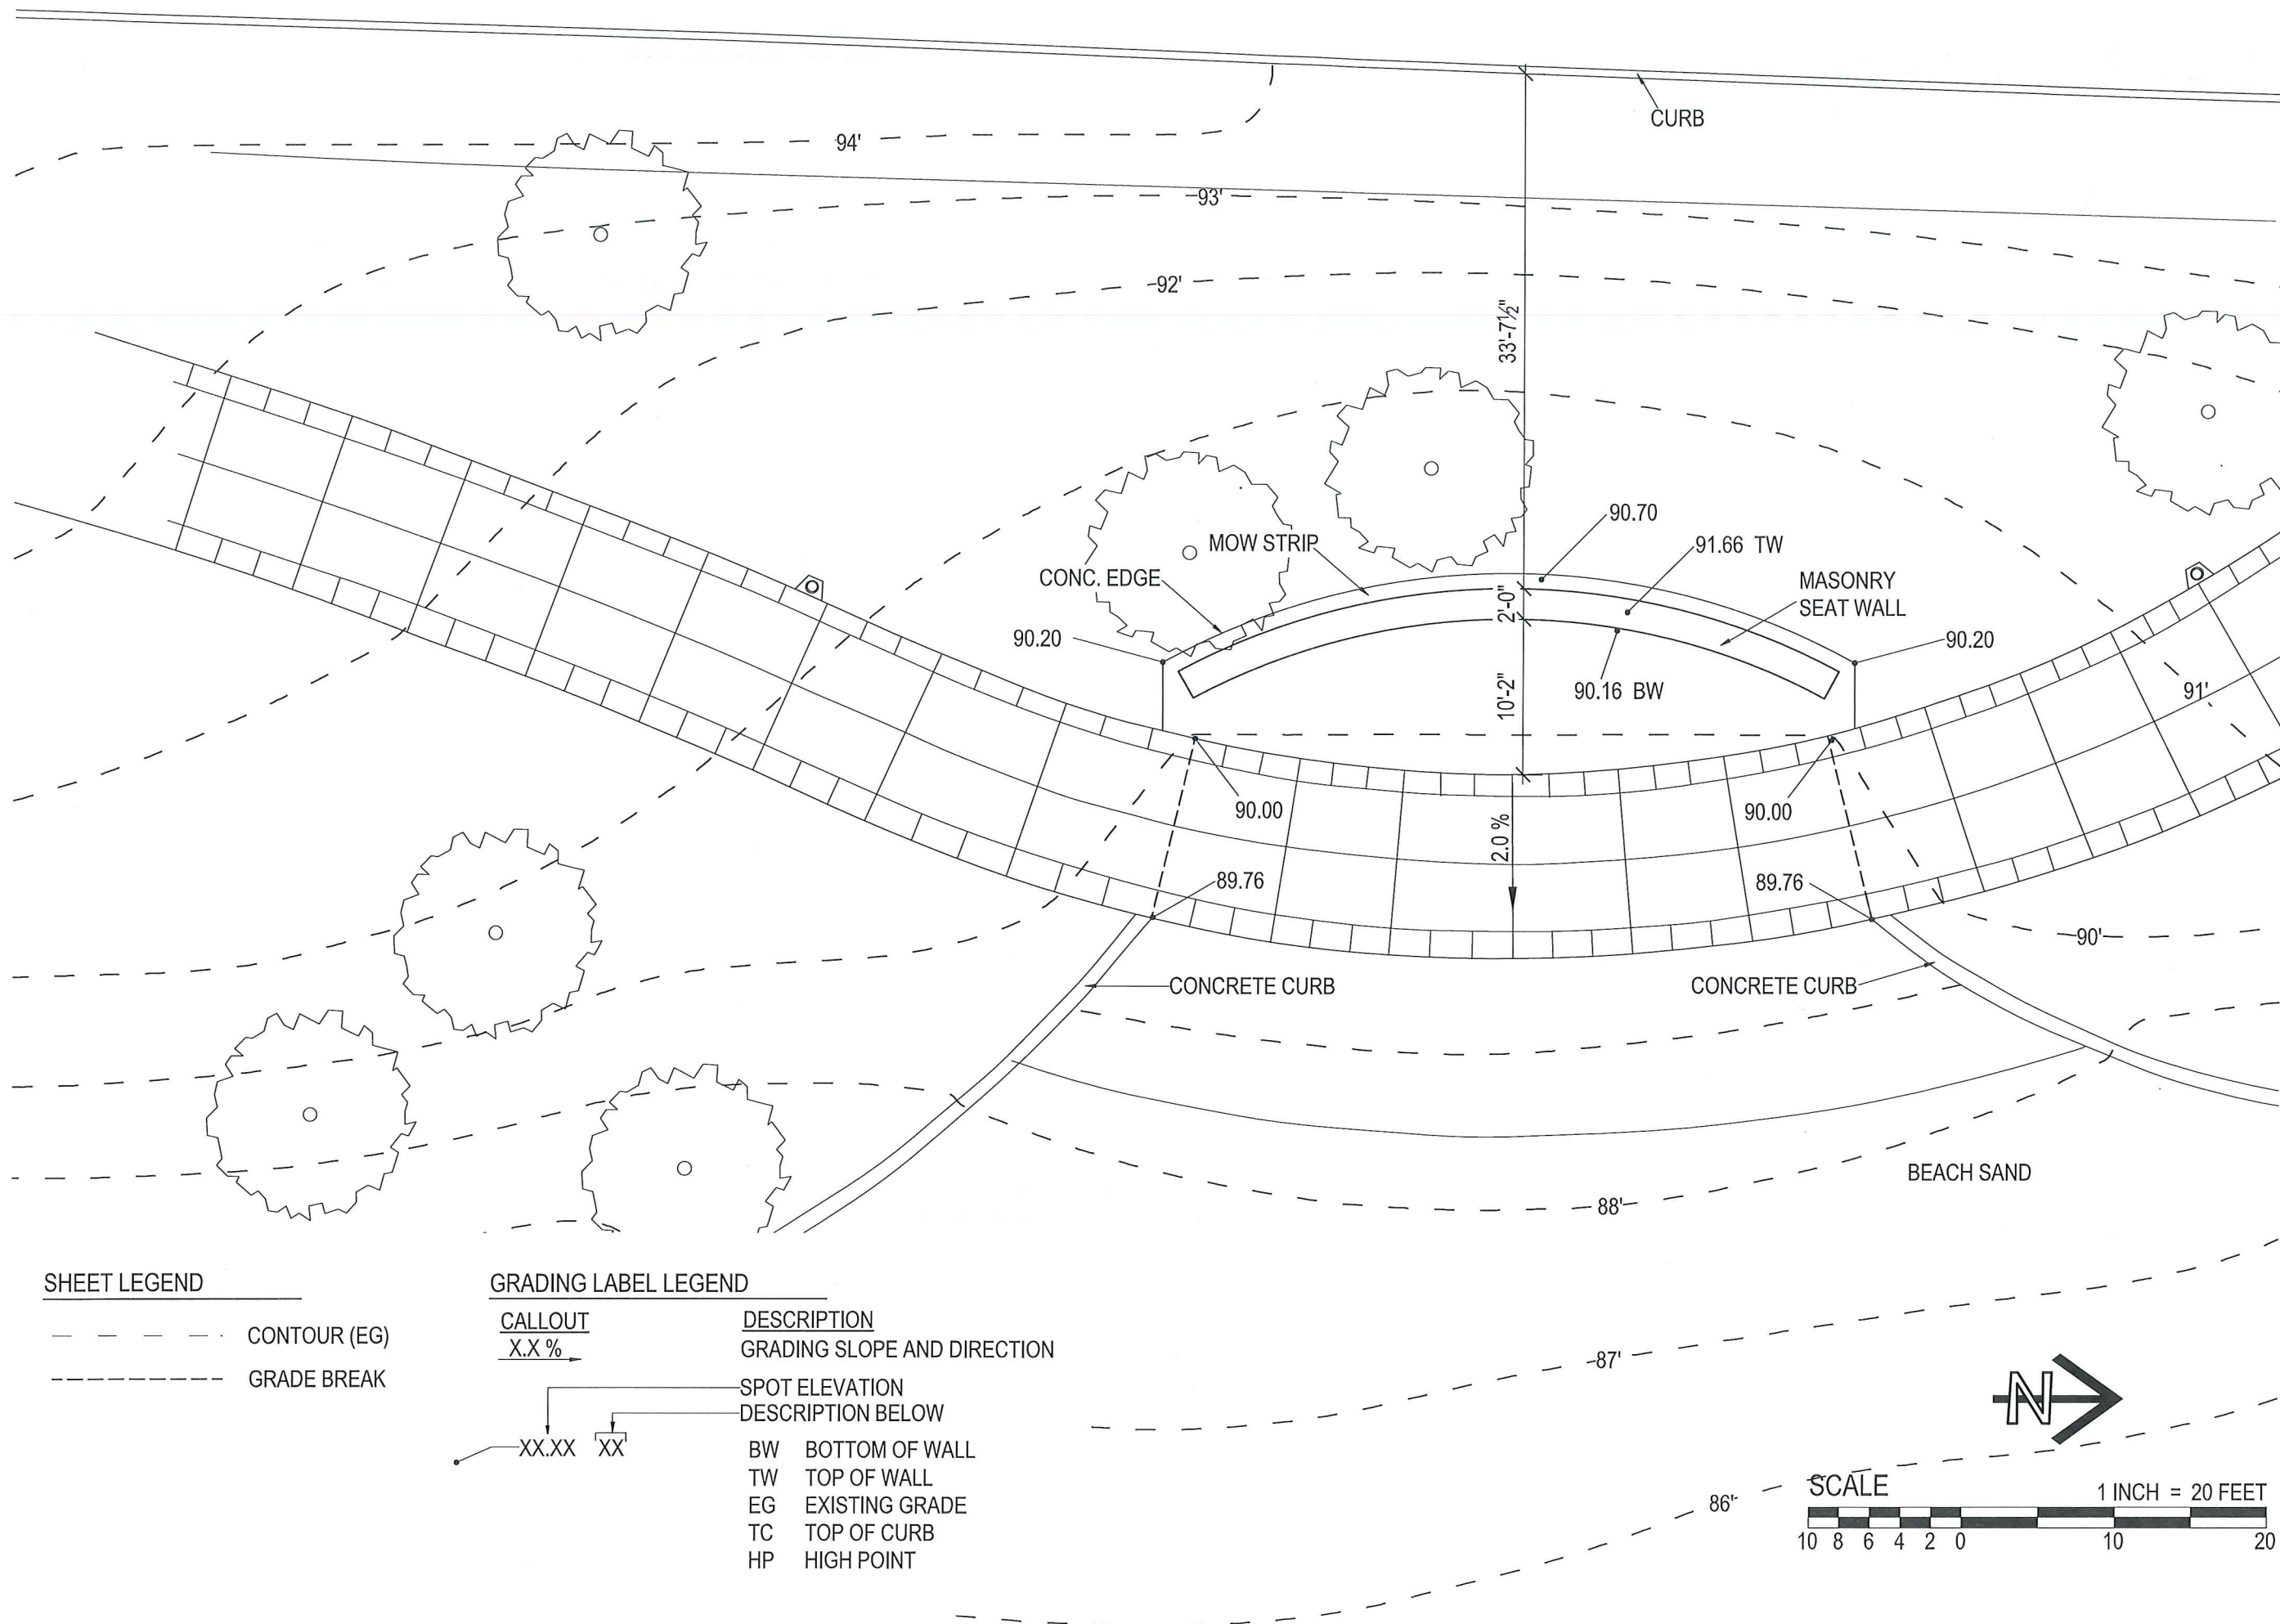 CURB
94'
93'
92'
33'-7½"
90.70
MOW STRIP
91.66 TW
CONC. EDGE
MASONRY
SEAT WALL
2'-0"
90.20
90.20
90.16 BW
10'-2"
91'
90.00
90.00
2.0 %
89.76
89.76
90'
CONCRETE CURB
CONCRETE CURB
BEACH SAND
88'
SHEET LEGEND
CONTOUR (EG)
GRADE BREAK
GRADING LABEL LEGEND
CALLOUT
DESCRIPTION
X.X %
GRADING SLOPE AND DIRECTION
SPOT ELEVATION
DESCRIPTION BELOW
XX.XX XX
BW BOTTOM OF WALL
TW TOP OF WALL
EG EXISTING GRADE
TC TOP OF CURB
HP HIGH POINT
87'
N
86'
SCALE
1 INCH = 20 FEET
10 8 6 4 2 0 10 20